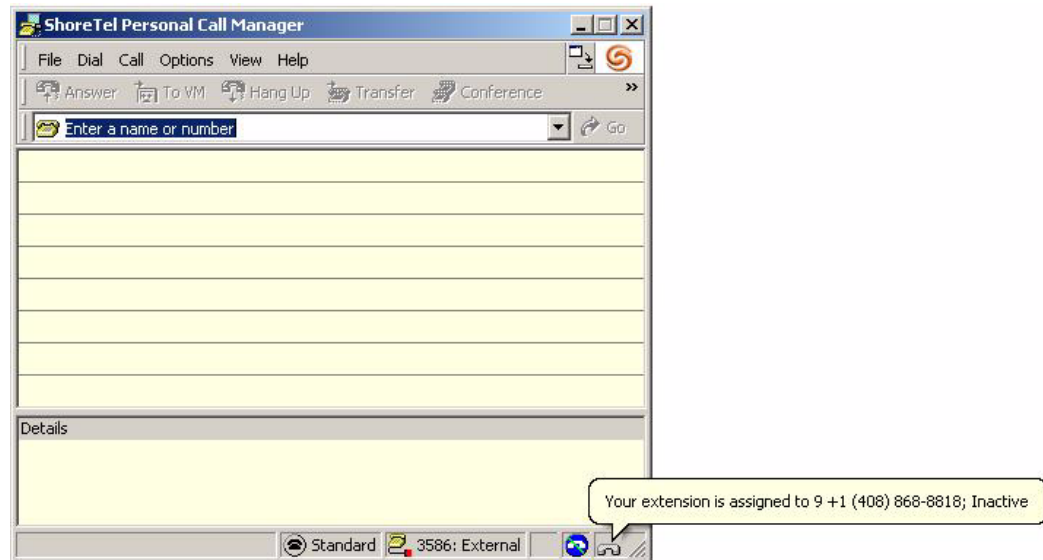 ShoreTel Personal Call Manager
File Dial Call Options View Help
Answer To VM Hang Up Transfer Conference »
Enter a name or number Go
Details
Your extension is assigned to 9 +1 (408) 868-8818; Inactive
Standard 3586: External